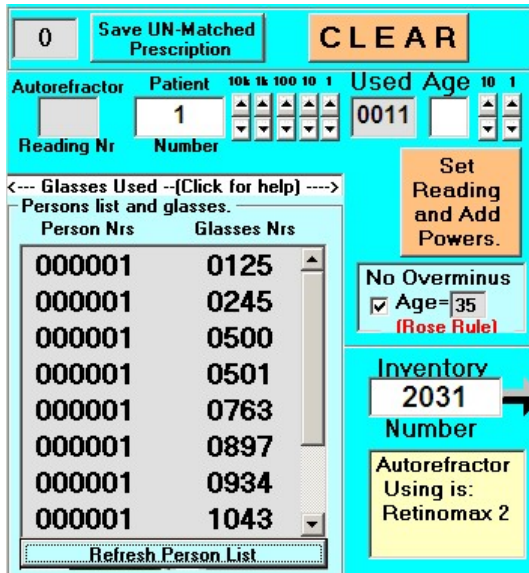 0
Save UN-Matched
Prescription
CLEAR
Autorefractor
Reading Nr
Patient
1
Number
10k 1k 100 10 1
Used
0011
Age
10 1
Set
Reading
and Add
Powers.
<--- Glasses Used --(Click for help) ---->
Persons list and glasses.
Person Nrs Glasses Nrs
000001 0125
000001 0245
000001 0500
000001 0501
000001 0763
000001 0897
000001 0934
000001 1043
Refresh Person List
No Overminus
Age= 35
(Rose Rule)
Inventory
2031
Number
Autorefractor
Using is:
Retinomax 2